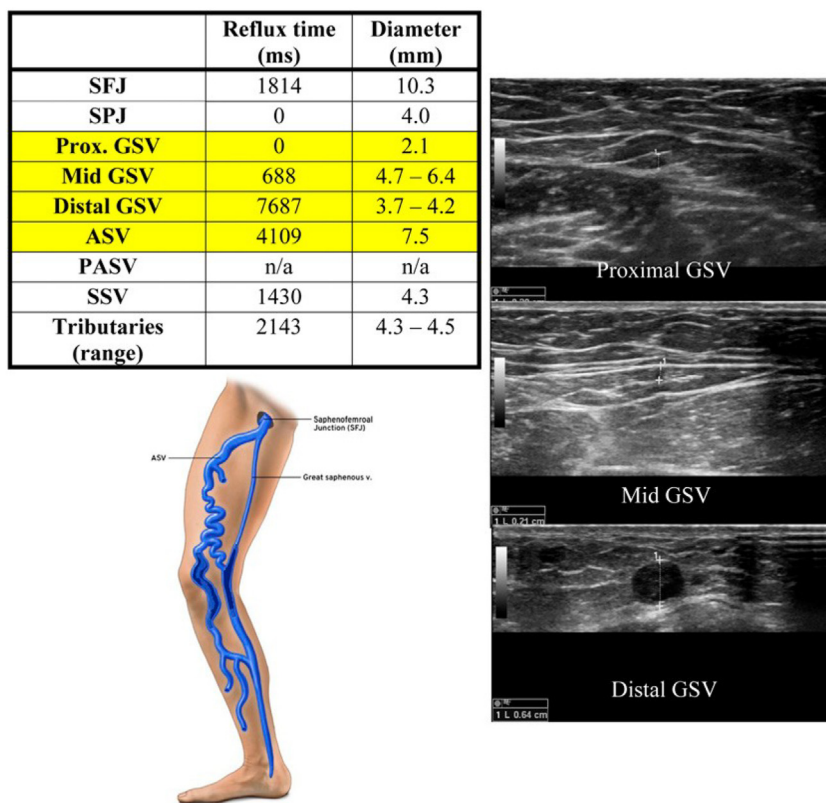 Reflux time (ms) Diameter (mm)
SFJ 1814 10.3
SPJ 0 4.0
Prox. GSV 0 2.1
Mid GSV 688 4.7 – 6.4
Distal GSV 7687 3.7 – 4.2
ASV 4109 7.5
PASV n/a n/a
SSV 1430 4.3
Tributaries (range) 2143 4.3 – 4.5
Saphenofemroal
Junction (SFJ)
ASV
Great saphenous v.
Proximal GSV
Mid GSV
1 L 0.21 cm
Distal GSV
1 L 0.64 cm